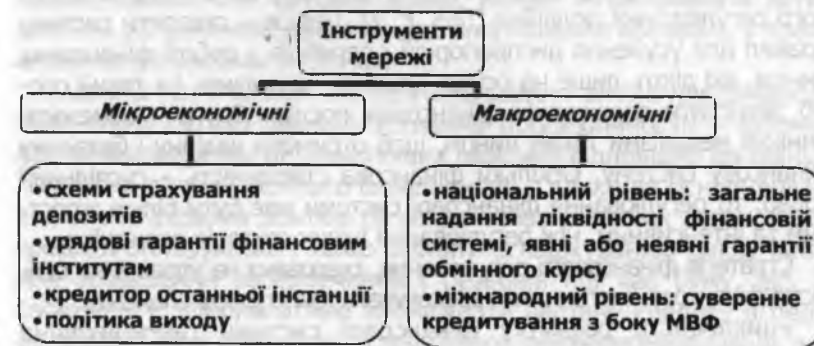 Інструменти
мережі
Мікроекономічні
Макроекономічні
•схеми страхування
депозитів
•урядові гарантії фінансовим
інститутам
•кредитор останньої інстанції
•політика виходу
•національний рівень: загальне
надання ліквідності фінансовій
системі, явні або неявні гарантії
обмінного курсу
•міжнародний рівень: суверенне
кредитування з боку МВФ